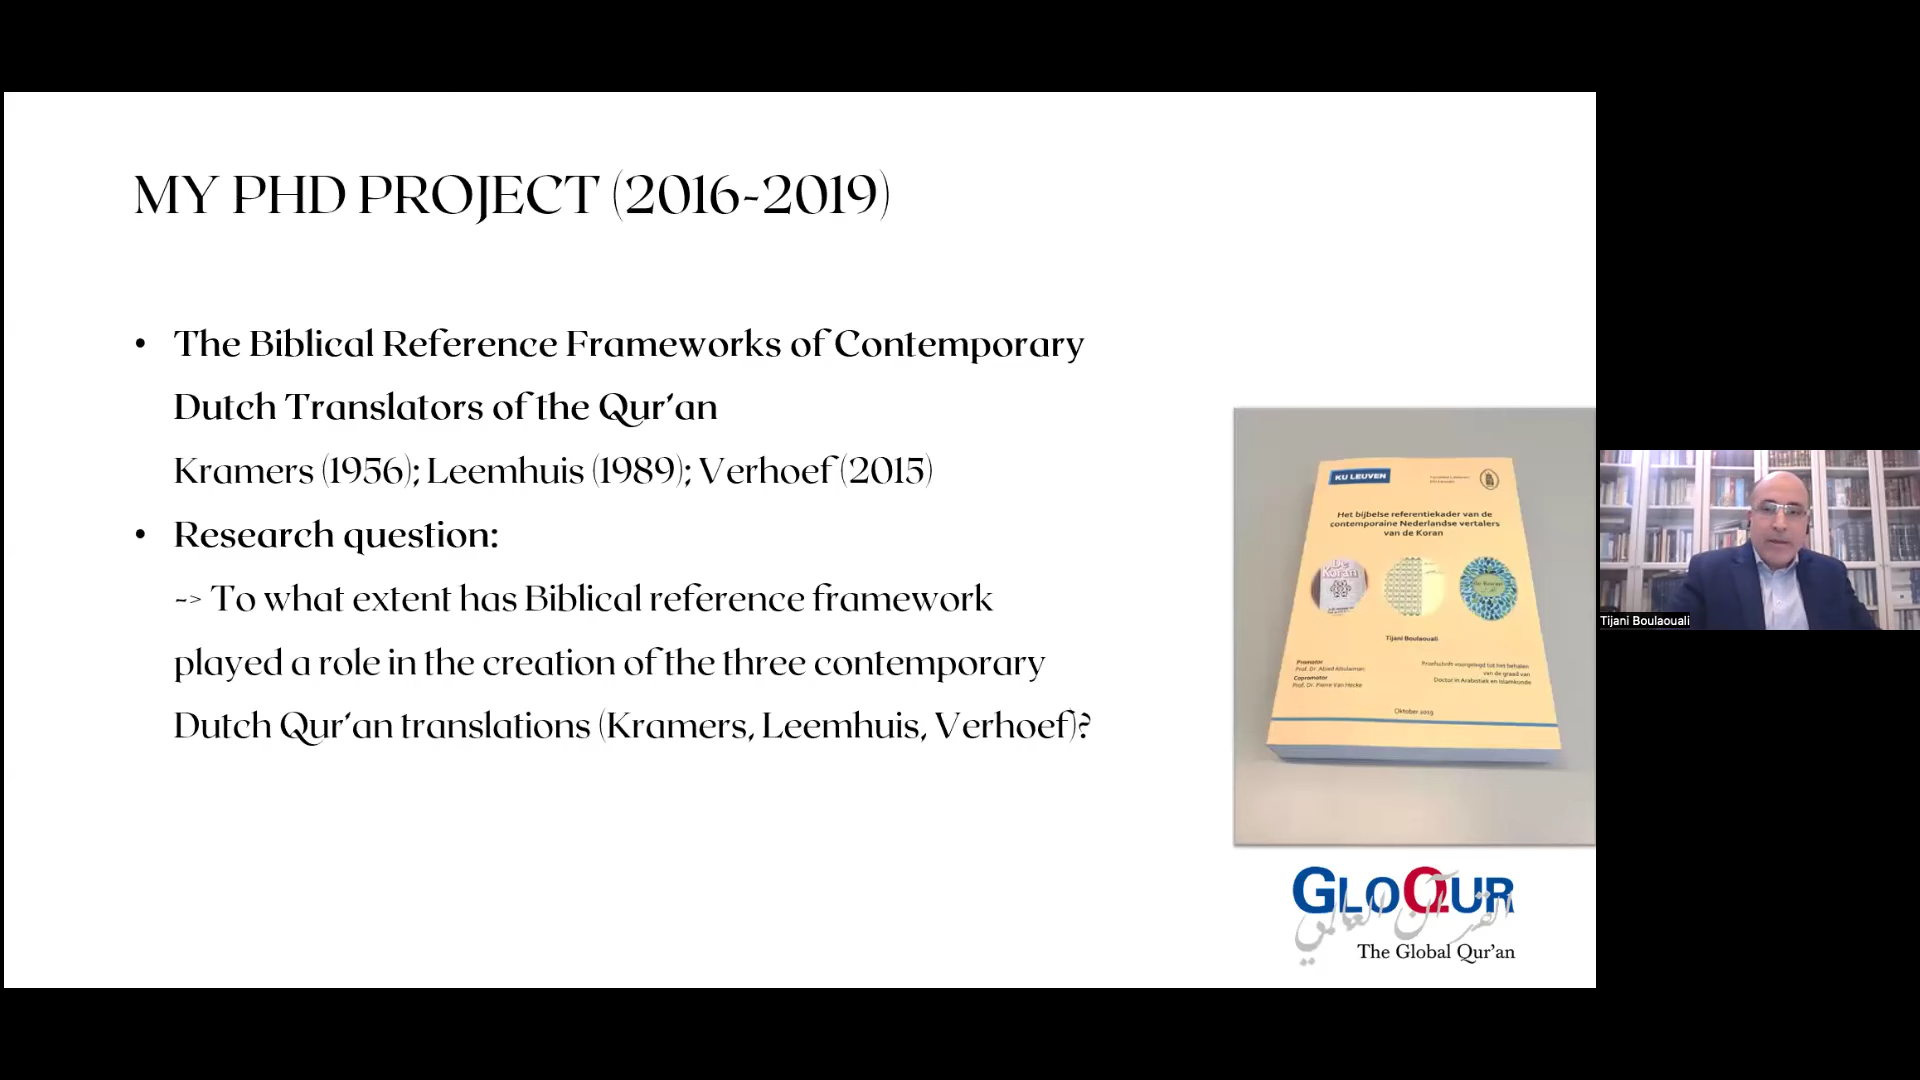 MY PHD PROJECT (2016-2019)
• The Biblical Reference Frameworks of Contemporary
Dutch Translators of the Qur'an
Kramers (1956); Leemhuis (1989); Verhoef (2015)
• Research question:
-> To what extent has Biblical reference framework
played a role in the creation of the three contemporary
Dutch Qur'an translations (Kramers, Leemhuis, Verhoef)?
KU LEUVEN
Het bijbelse referentiekader van de
contemporaine Nederlandse vertalers
van de Koran
De
Koran
de Koran
Tijani Boulaouali
Promotor
Copromotor
Prof. Dr. Pierre Van Hecke
Proefschrift voorgelegd tot het behalen
van de graad van
Doctor in Arabistiek en Islamkunde
Oktober 2019
GLOQUR
القرآن العالمي
The Global Qur'an
Tijani Boulaouali